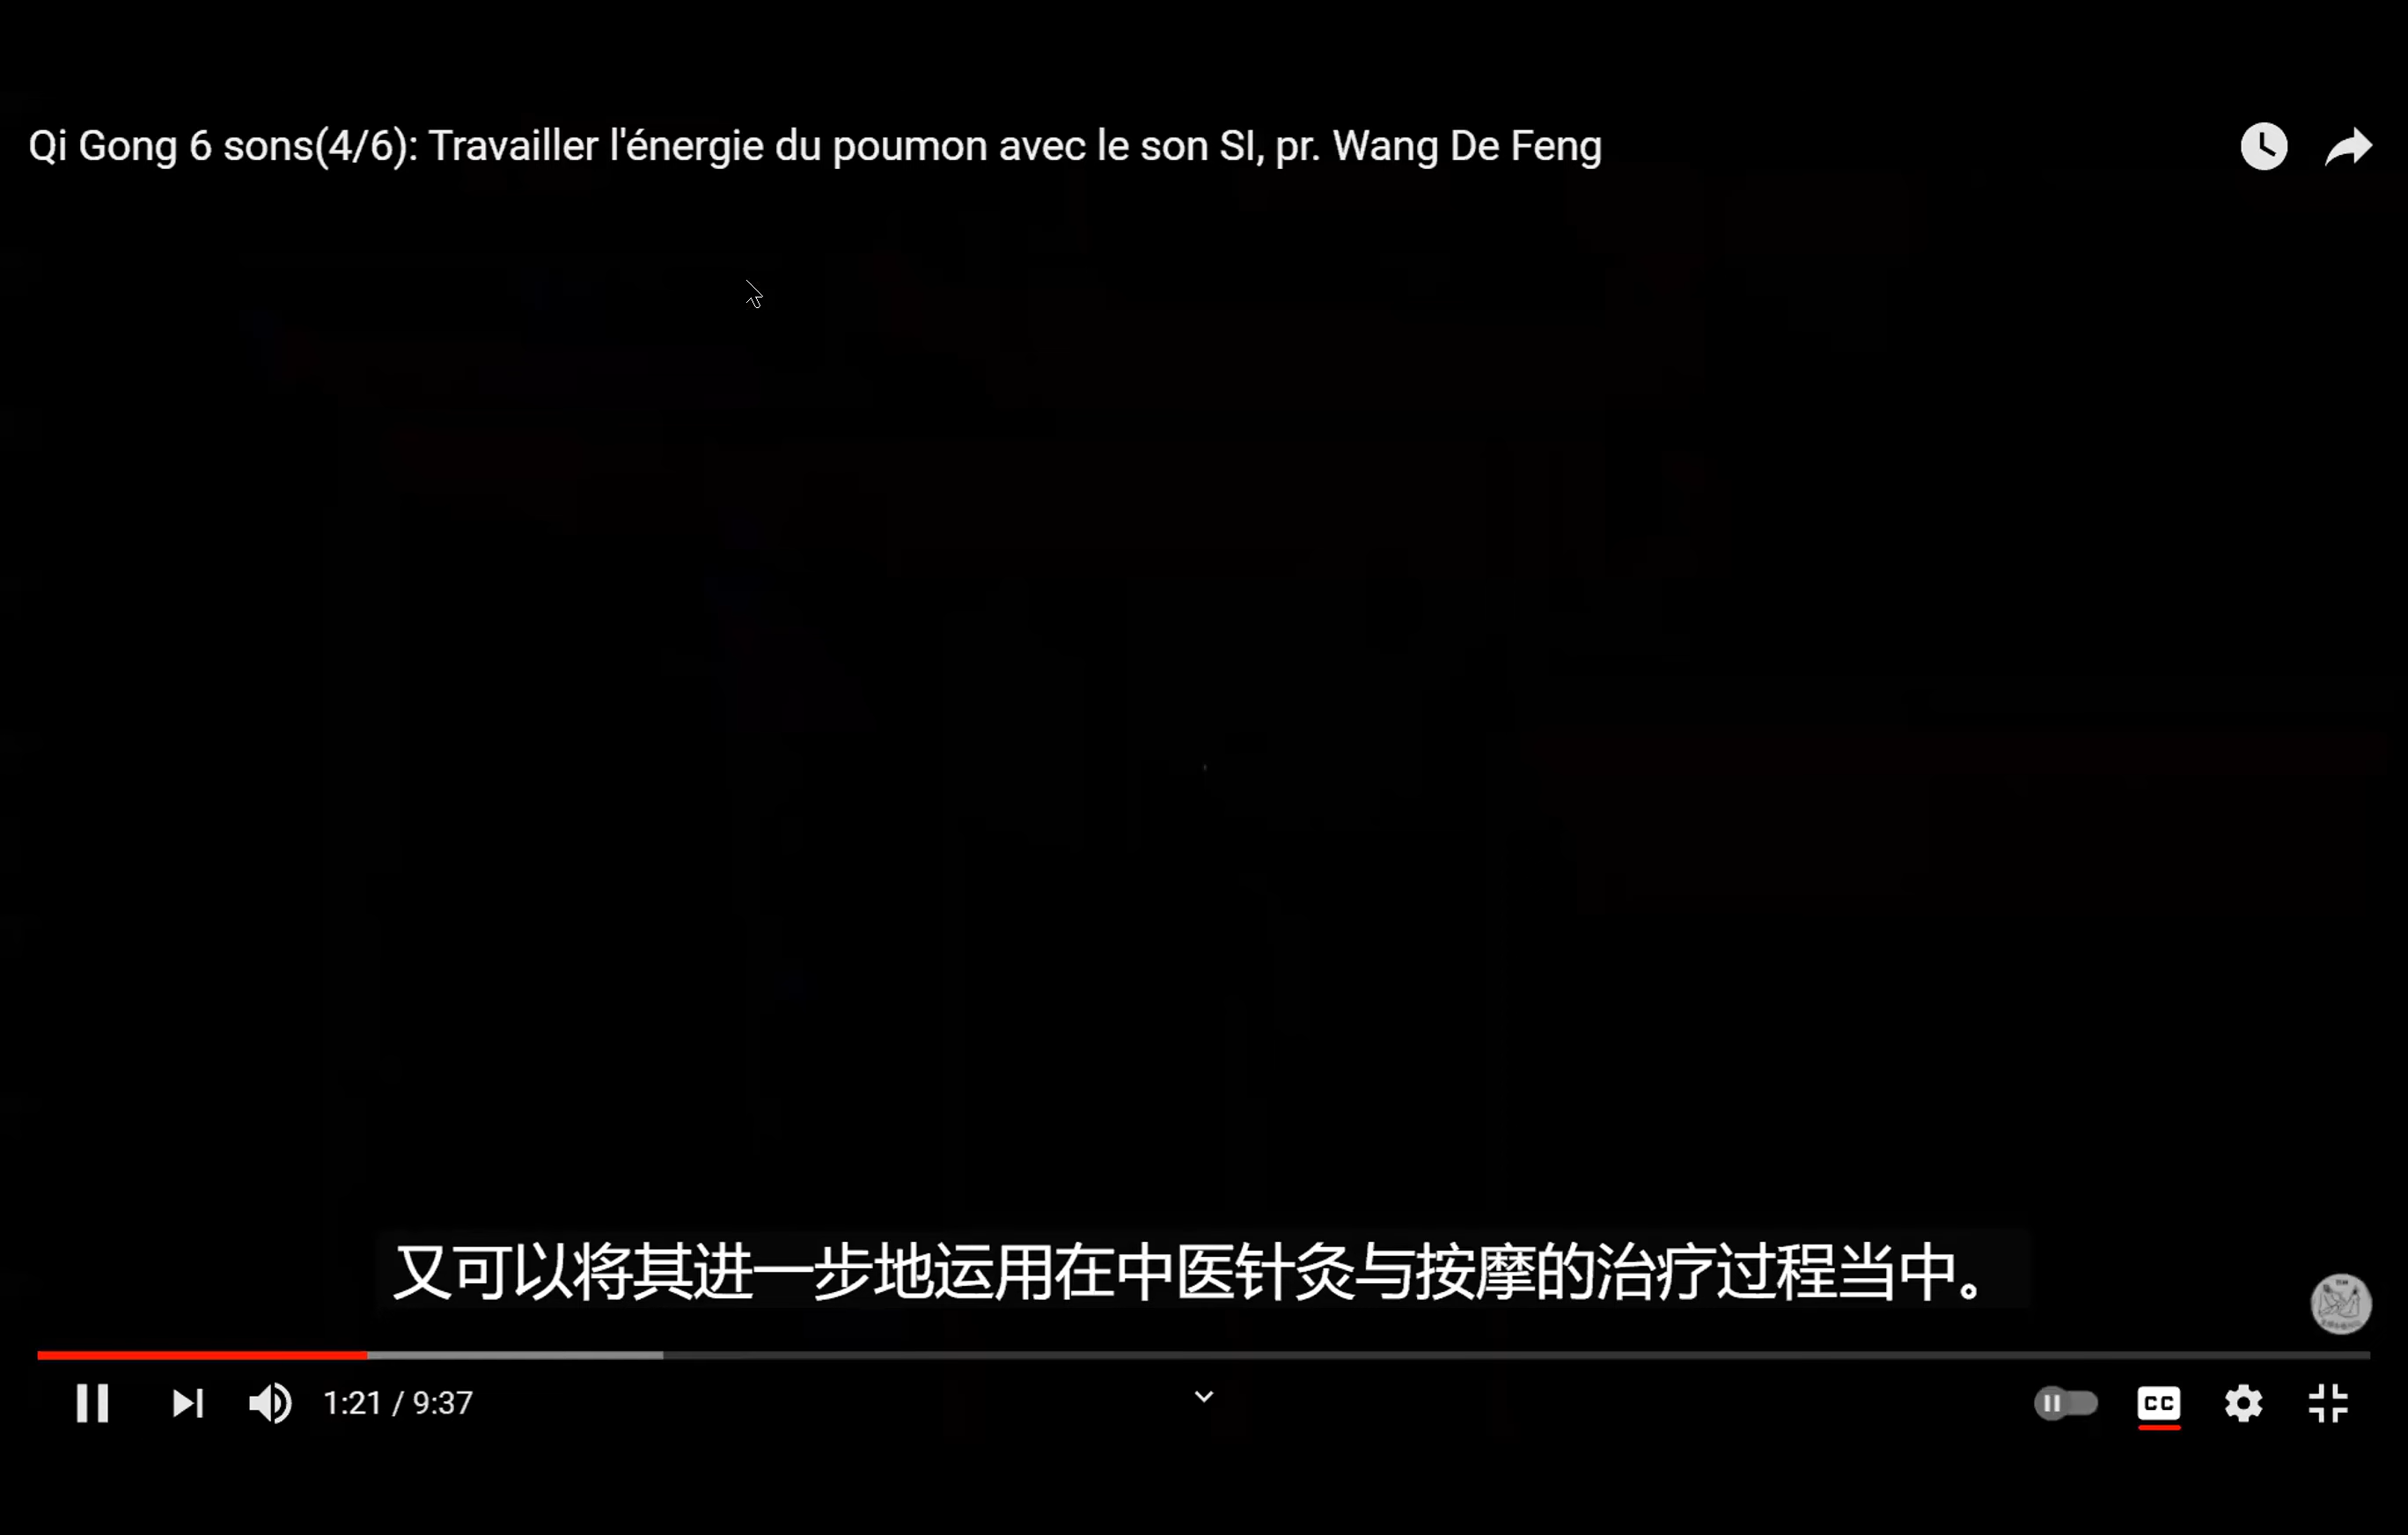 Qi Gong 6 sons(4/6): Travailler l'énergie du poumon avec le son SI, pr. Wang De Feng
又可以将其进一步地运用在中医针灸与按摩的治疗过程当中。
1:21 / 9:37
CC